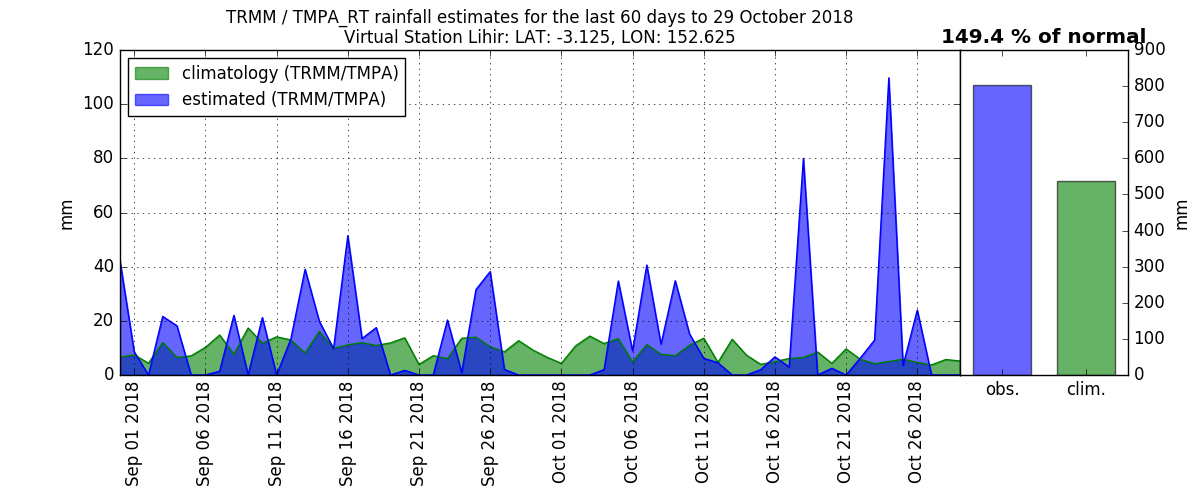 TRMM / TMPA_RT rainfall estimates for the last 60 days to 29 October 2018
Virtual Station Lihir: LAT: -3.125, LON: 152.625
149.4 % of normal
climatology (TRMM/TMPA)
estimated (TRMM/TMPA)
120
100
80
60
40
20
0
mm
Sep 01 2018
Sep 06 2018
Sep 11 2018
Sep 16 2018
Sep 21 2018
Sep 26 2018
Oct 01 2018
Oct 06 2018
Oct 11 2018
Oct 16 2018
Oct 21 2018
Oct 26 2018
900
800
700
600
500
400
300
200
100
0
mm
obs.
clim.